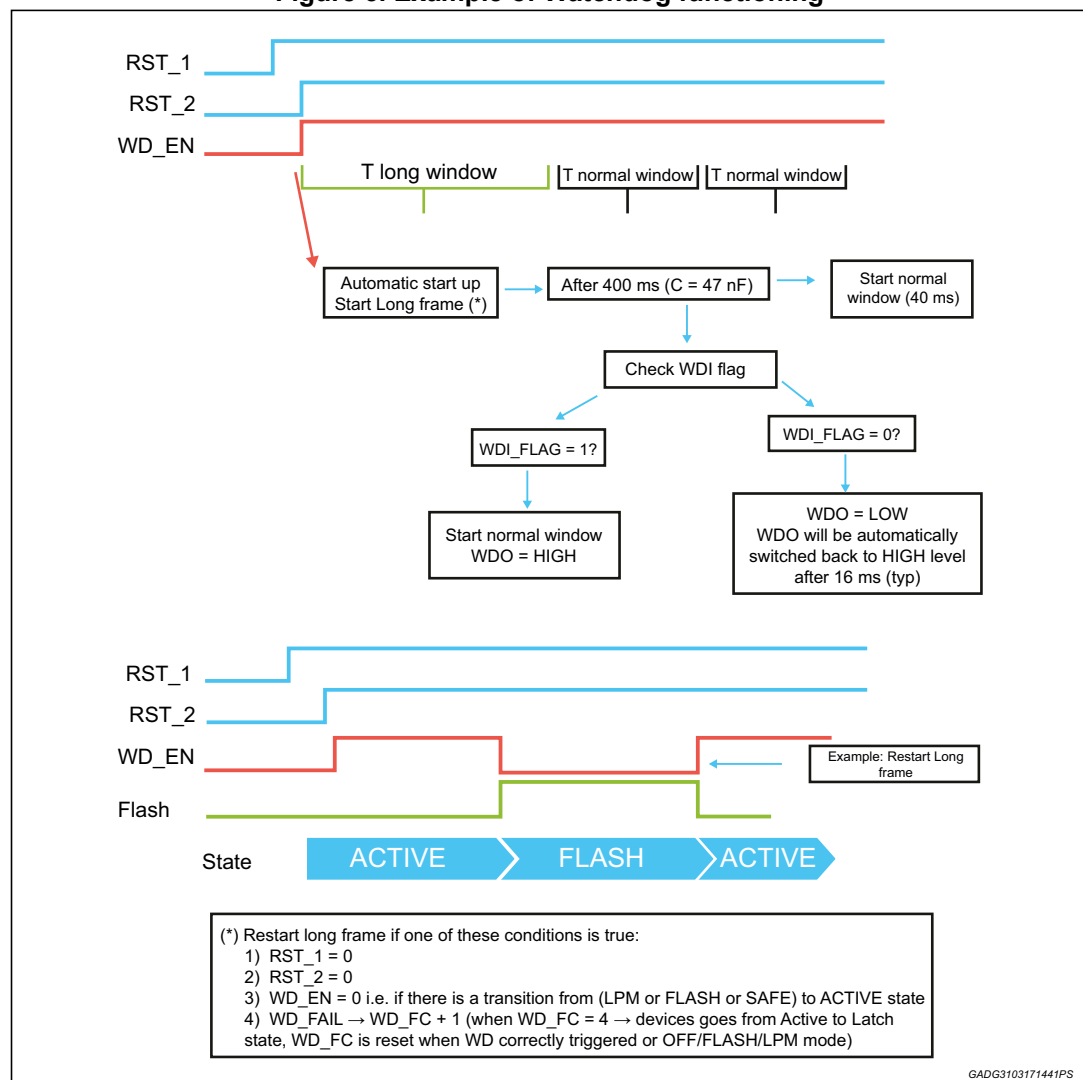 RST_1
RST_2
WD_EN
T long window
T normal window
T normal window
Automatic start up
Start Long frame (*)
After 400 ms (C = 47 nF)
Start normal
window (40 ms)
Check WDI flag
WDI_FLAG = 1?
WDI_FLAG = 0?
Start normal window
WDO = HIGH
WDO = LOW
WDO will be automatically
switched back to HIGH level
after 16 ms (typ)
RST_1
RST_2
WD_EN
Example: Restart Long
frame
Flash
State
ACTIVE
FLASH
ACTIVE
(*) Restart long frame if one of these conditions is true:
1) RST_1 = 0
2) RST_2 = 0
3) WD_EN = 0 i.e. if there is a transition from (LPM or FLASH or SAFE) to ACTIVE state
4) WD_FAIL → WD_FC + 1 (when WD_FC = 4 → devices goes from Active to Latch
state, WD_FC is reset when WD correctly triggered or OFF/FLASH/LPM mode)
GADG3103171441PS